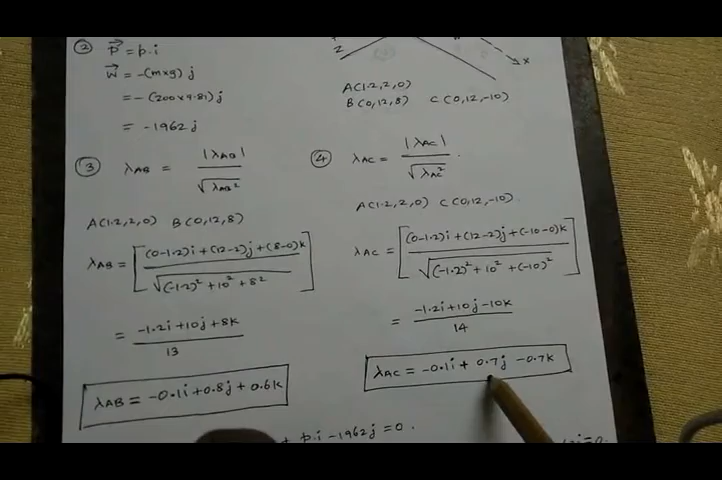 ② P = p.i
W = -(mxg) j
= -(200x9.81) j
= -1962 j
Z
x
A(1.2,2,0)
B(0,12,8) C(0,12,-10)
③ λAB = |λAB| / √λAB²
④ λAC = |λAC| / √λAC²
A(1.2,2,0) B(0,12,8)
A(1.2,2,0) C(0,12,-10)
λAB = [(0-1.2)i+(12-2)j+(8-0)k / √(-1.2)²+10²+8²]
λAC = [(0-1.2)i+(12-2)j+(-10-0)k / √(-1.2)²+10²+(-10)²]
= -1.2i+10j+8k / 13
= -1.2i+10j-10k / 14
λAB = -0.1i+0.8j+0.6k
λAC = -0.1i+0.7j-0.7k
+ p.i -1962j =0.